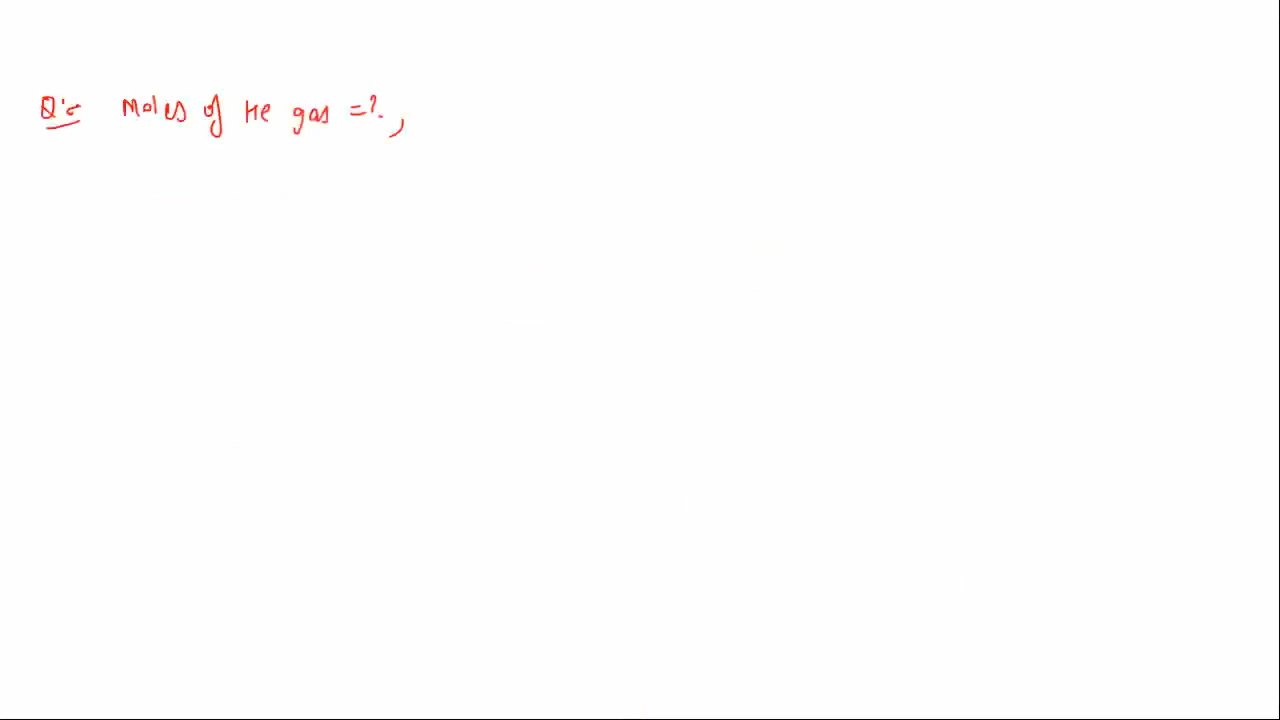 Q:- Moles of He gas =?,